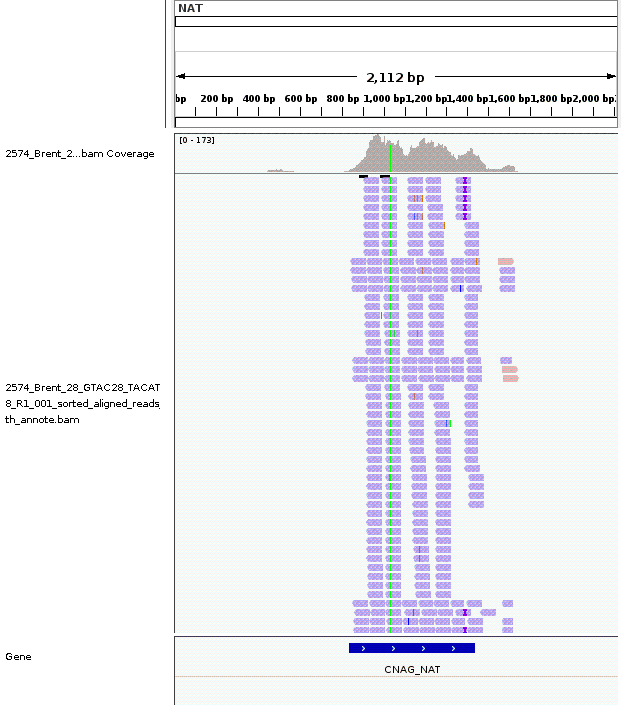 NAT
2,112 bp
bp 200 bp 400 bp 600 bp 800 bp 1,000 bp 1,200 bp 1,400 bp 1,600 bp 1,800 bp 2,000 bp
[0 - 173]
2574_Brent_2...bam Coverage
2574_Brent_28_GTAC28_TACAT
8_R1_001_sorted_aligned_reads_
th_annote.bam
Gene
CNAG_NAT